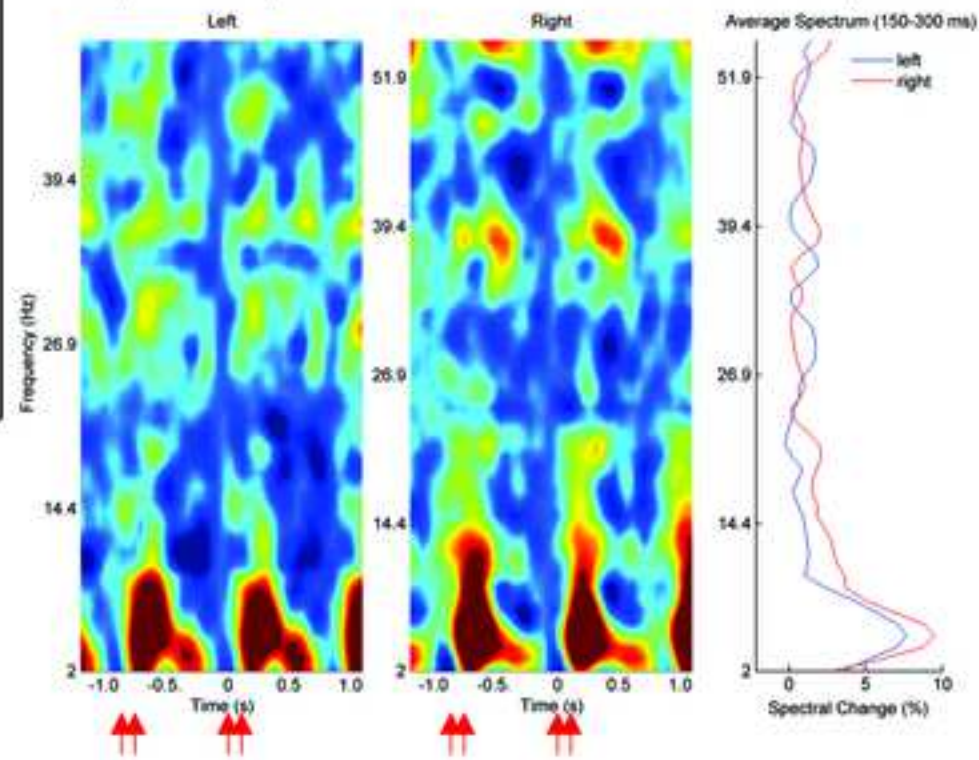 Left
Right
Average Spectrum (150-300 ms)
left
right
Frequency (Hz)
39.4
26.9
14.4
2
-1.0 -0.5 0 0.5 1.0
Time (s)
51.9
39.4
26.9
14.4
2
-1.0 -0.5 0 0.5 1.0
Time (s)
51.9
39.4
26.9
14.4
2
0 5 10
Spectral Change (%)